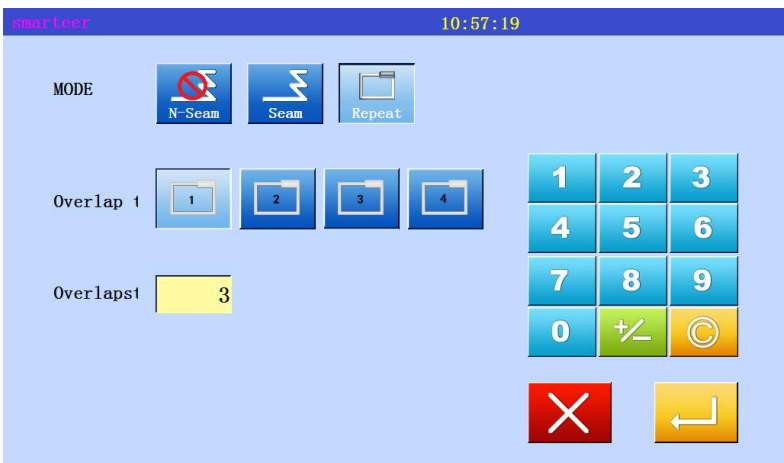 smarteer 10:57:19
MODE
N-Seam Seam Repeat
Overlap t
1 2 3 4
Overlapst
3
1 2 3
4 5 6
7 8 9
0 +/- ©